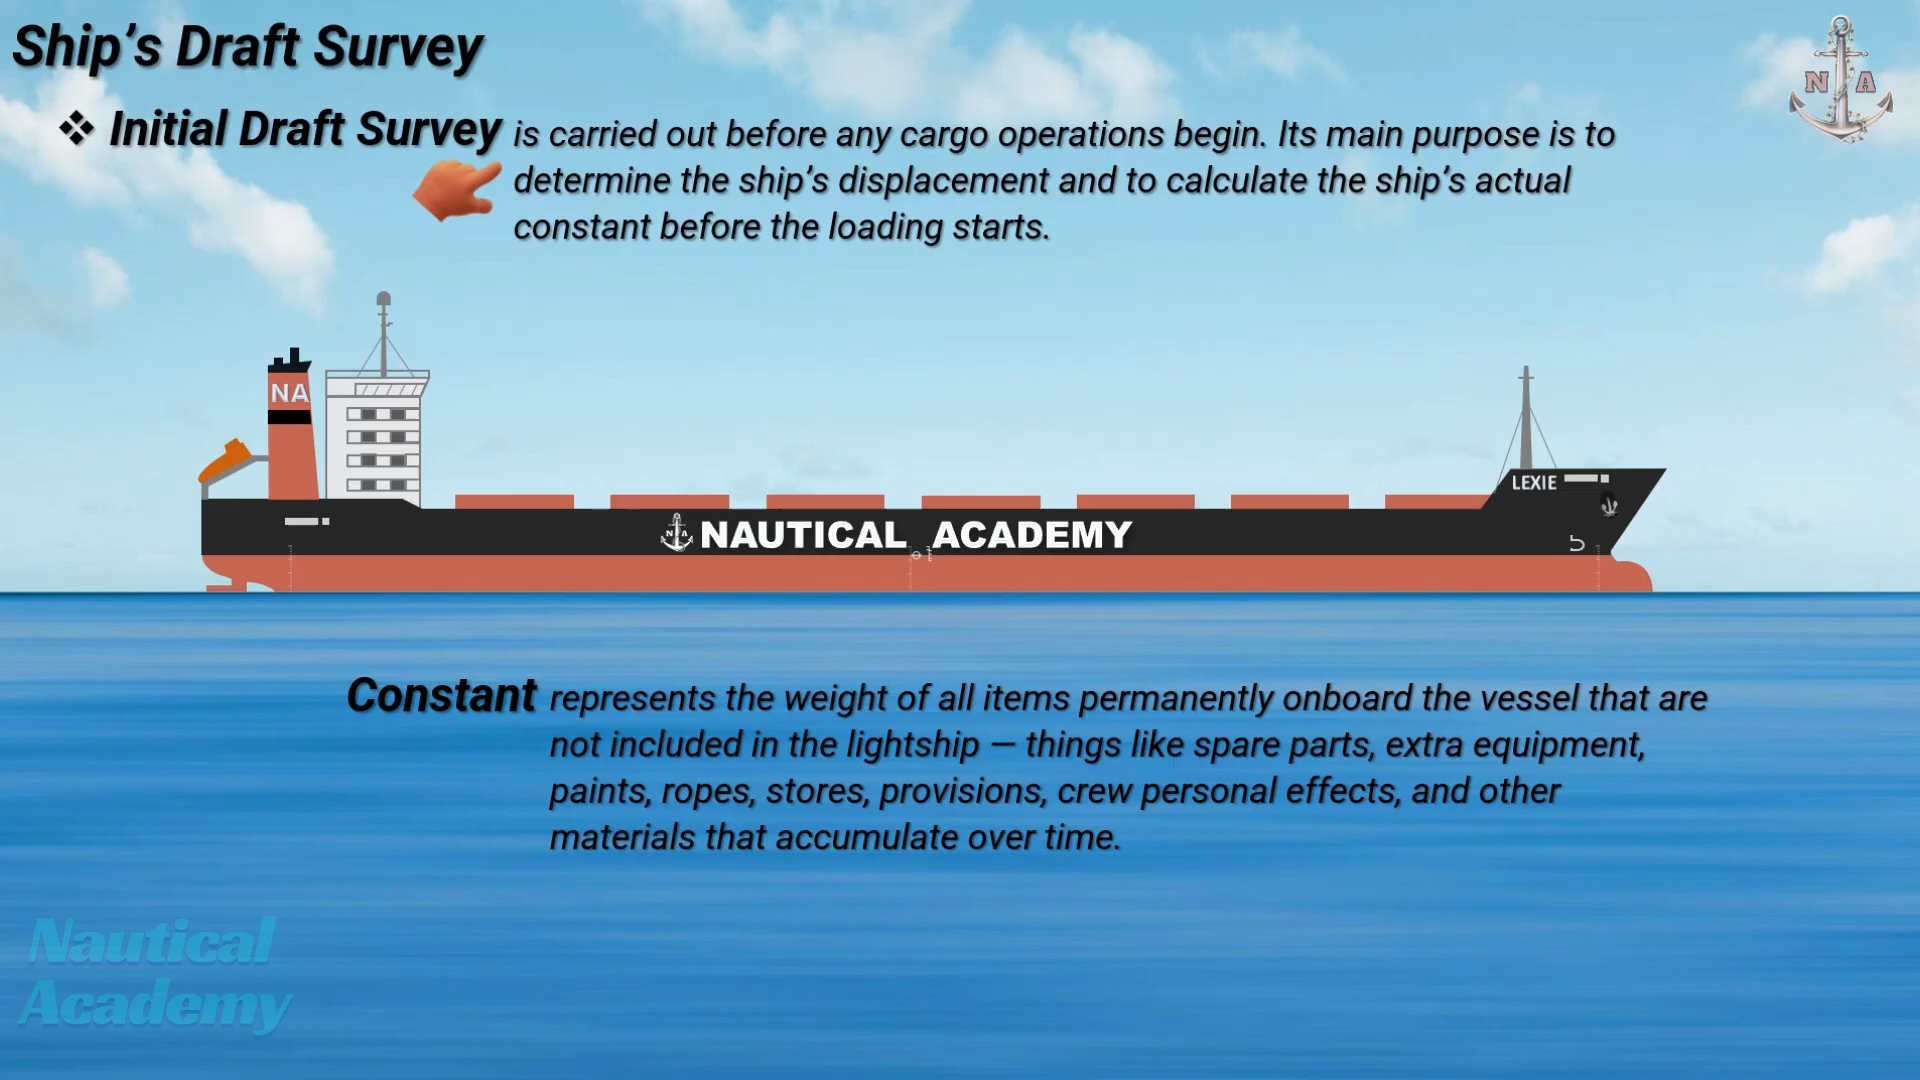 Ship’s Draft Survey
N A
❖ Initial Draft Survey is carried out before any cargo operations begin. Its main purpose is to
determine the ship’s displacement and to calculate the ship’s actual
constant before the loading starts.
NA
LEXIE
N A NAUTICAL ACADEMY
Constant represents the weight of all items permanently onboard the vessel that are
not included in the lightship — things like spare parts, extra equipment,
paints, ropes, stores, provisions, crew personal effects, and other
materials that accumulate over time.
Nautical
Academy